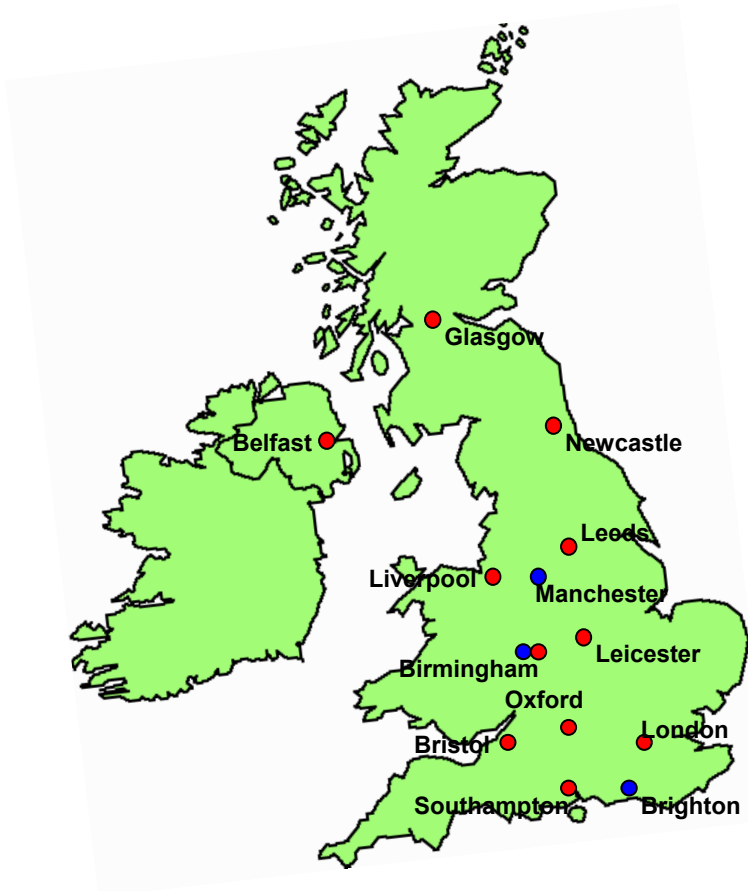 Glasgow
Belfast
Newcastle
Leeds
Liverpool
Manchester
Birmingham
Leicester
Oxford
Bristol
London
Southampton
Brighton